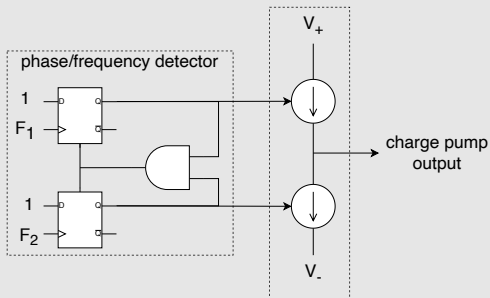 V+
phase/frequency detector
1
D
Q
F1
Q
charge pump
output
1
D
Q
F2
Q
V-